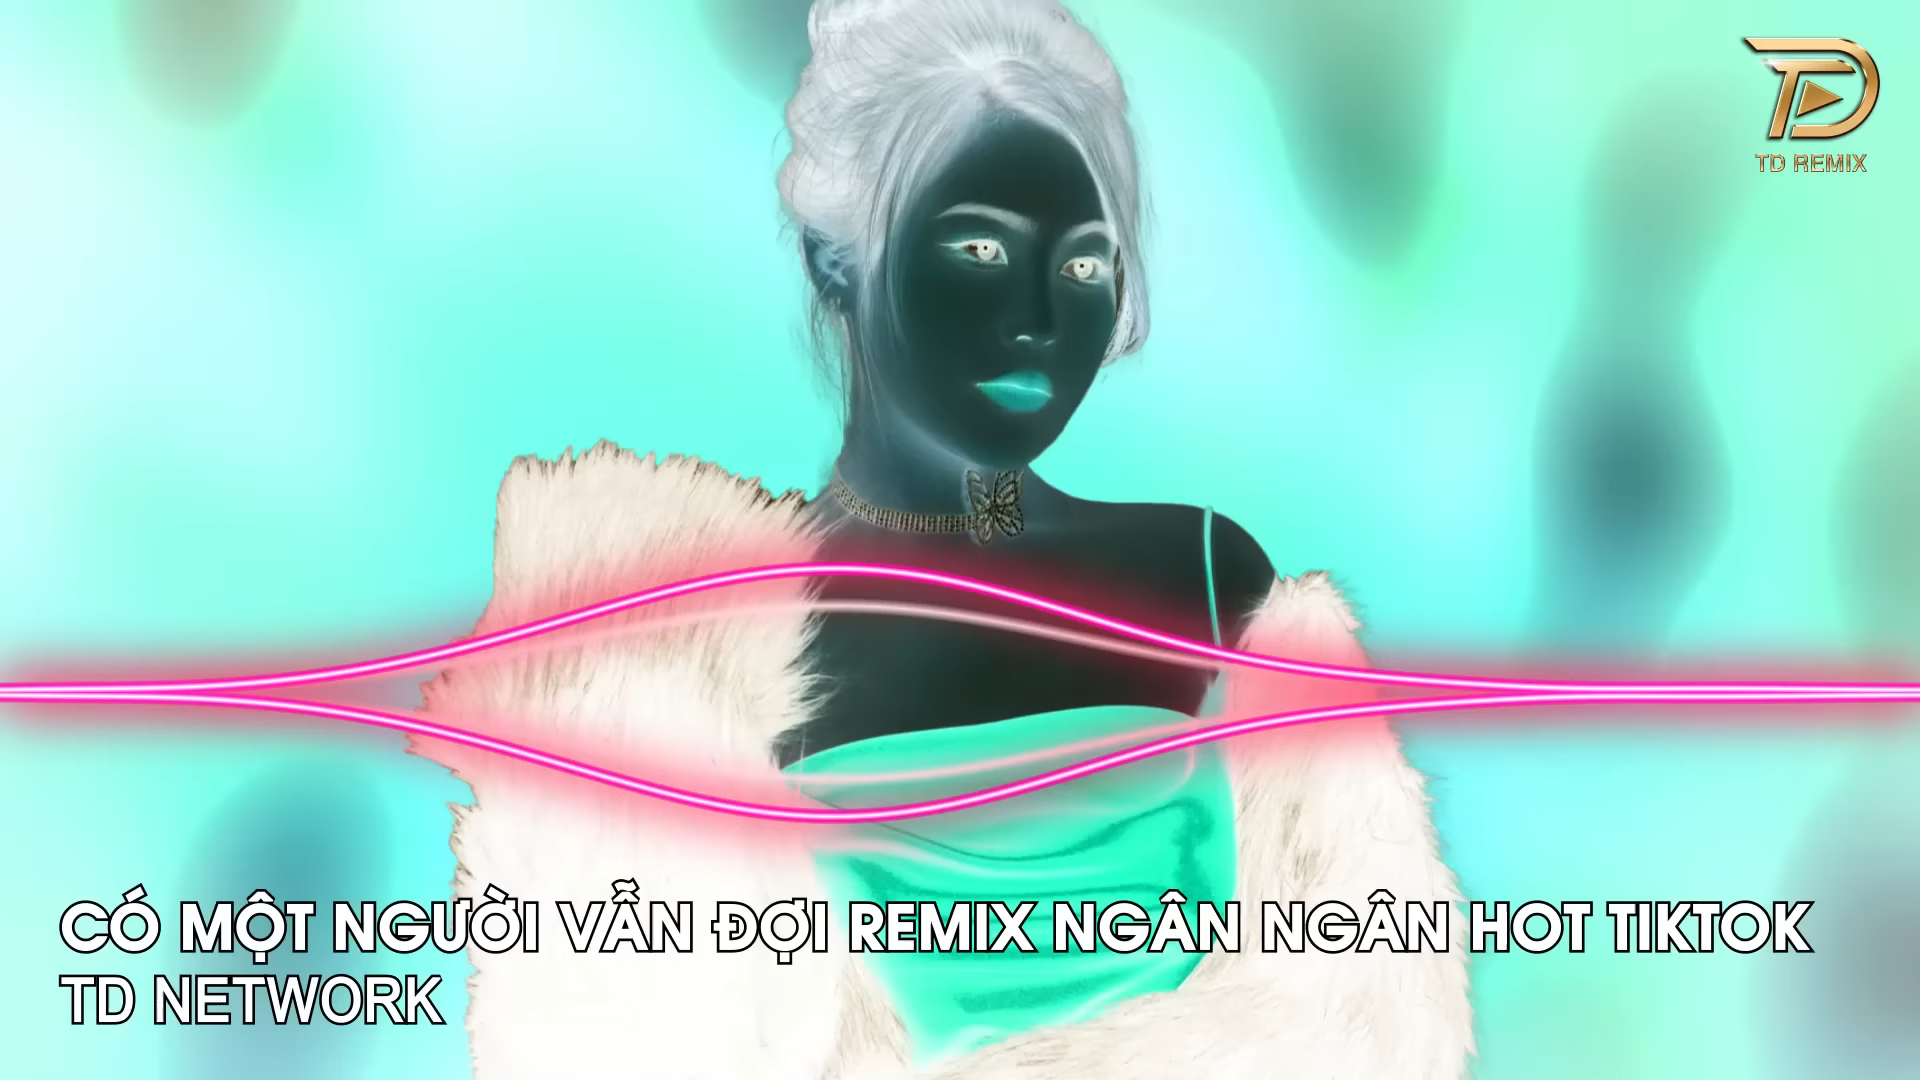 TD REMIX
CÓ MỘT NGƯỜI VẪN ĐỢI REMIX NGÂN NGÂN HOT TIKTOK
TD NETWORK